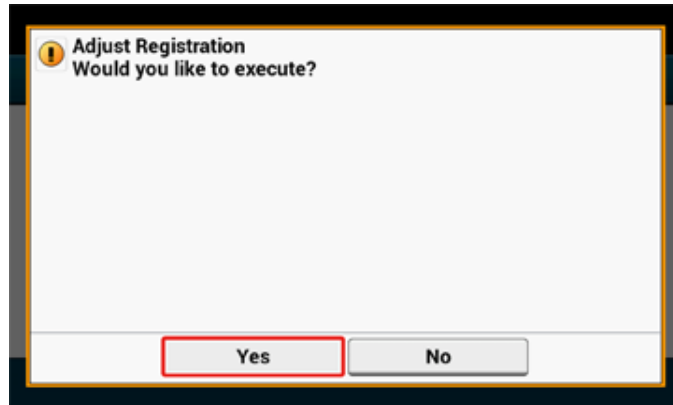 Adjust Registration
Would you like to execute?
Yes
No